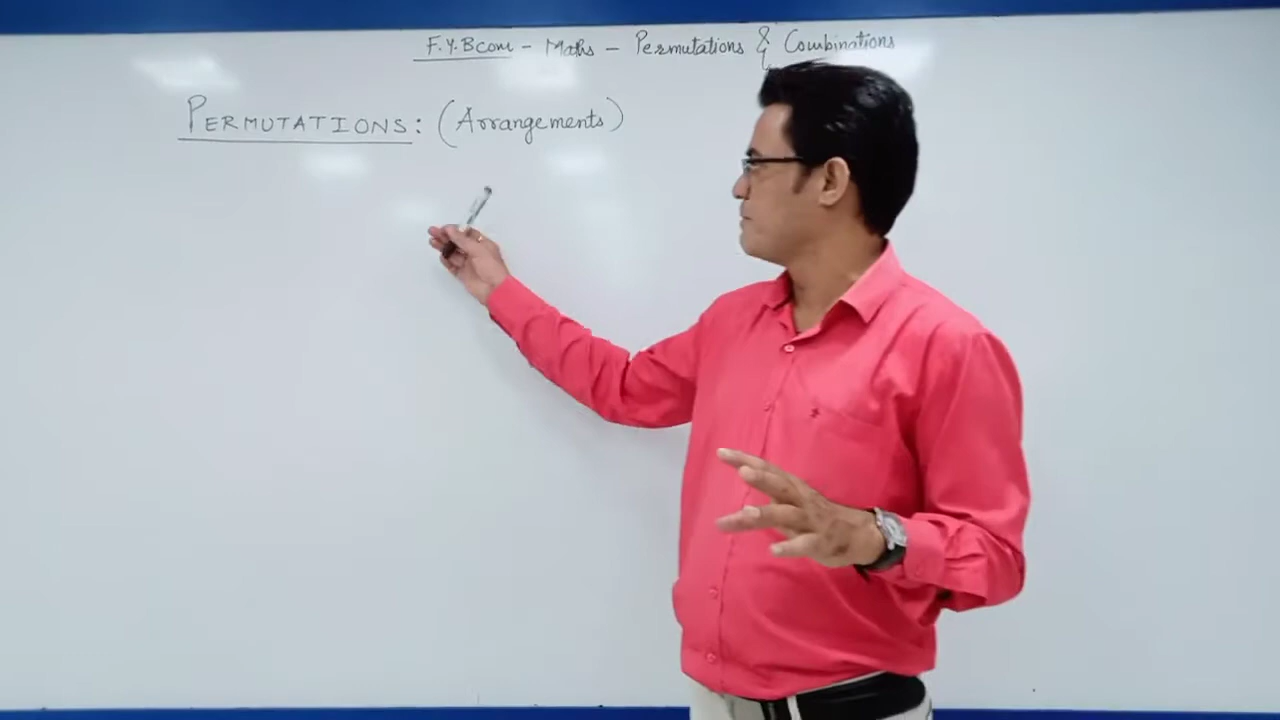 F.Y.Bcom - Maths - Permutations & Combinations
PERMUTATIONS: (Arrangements)